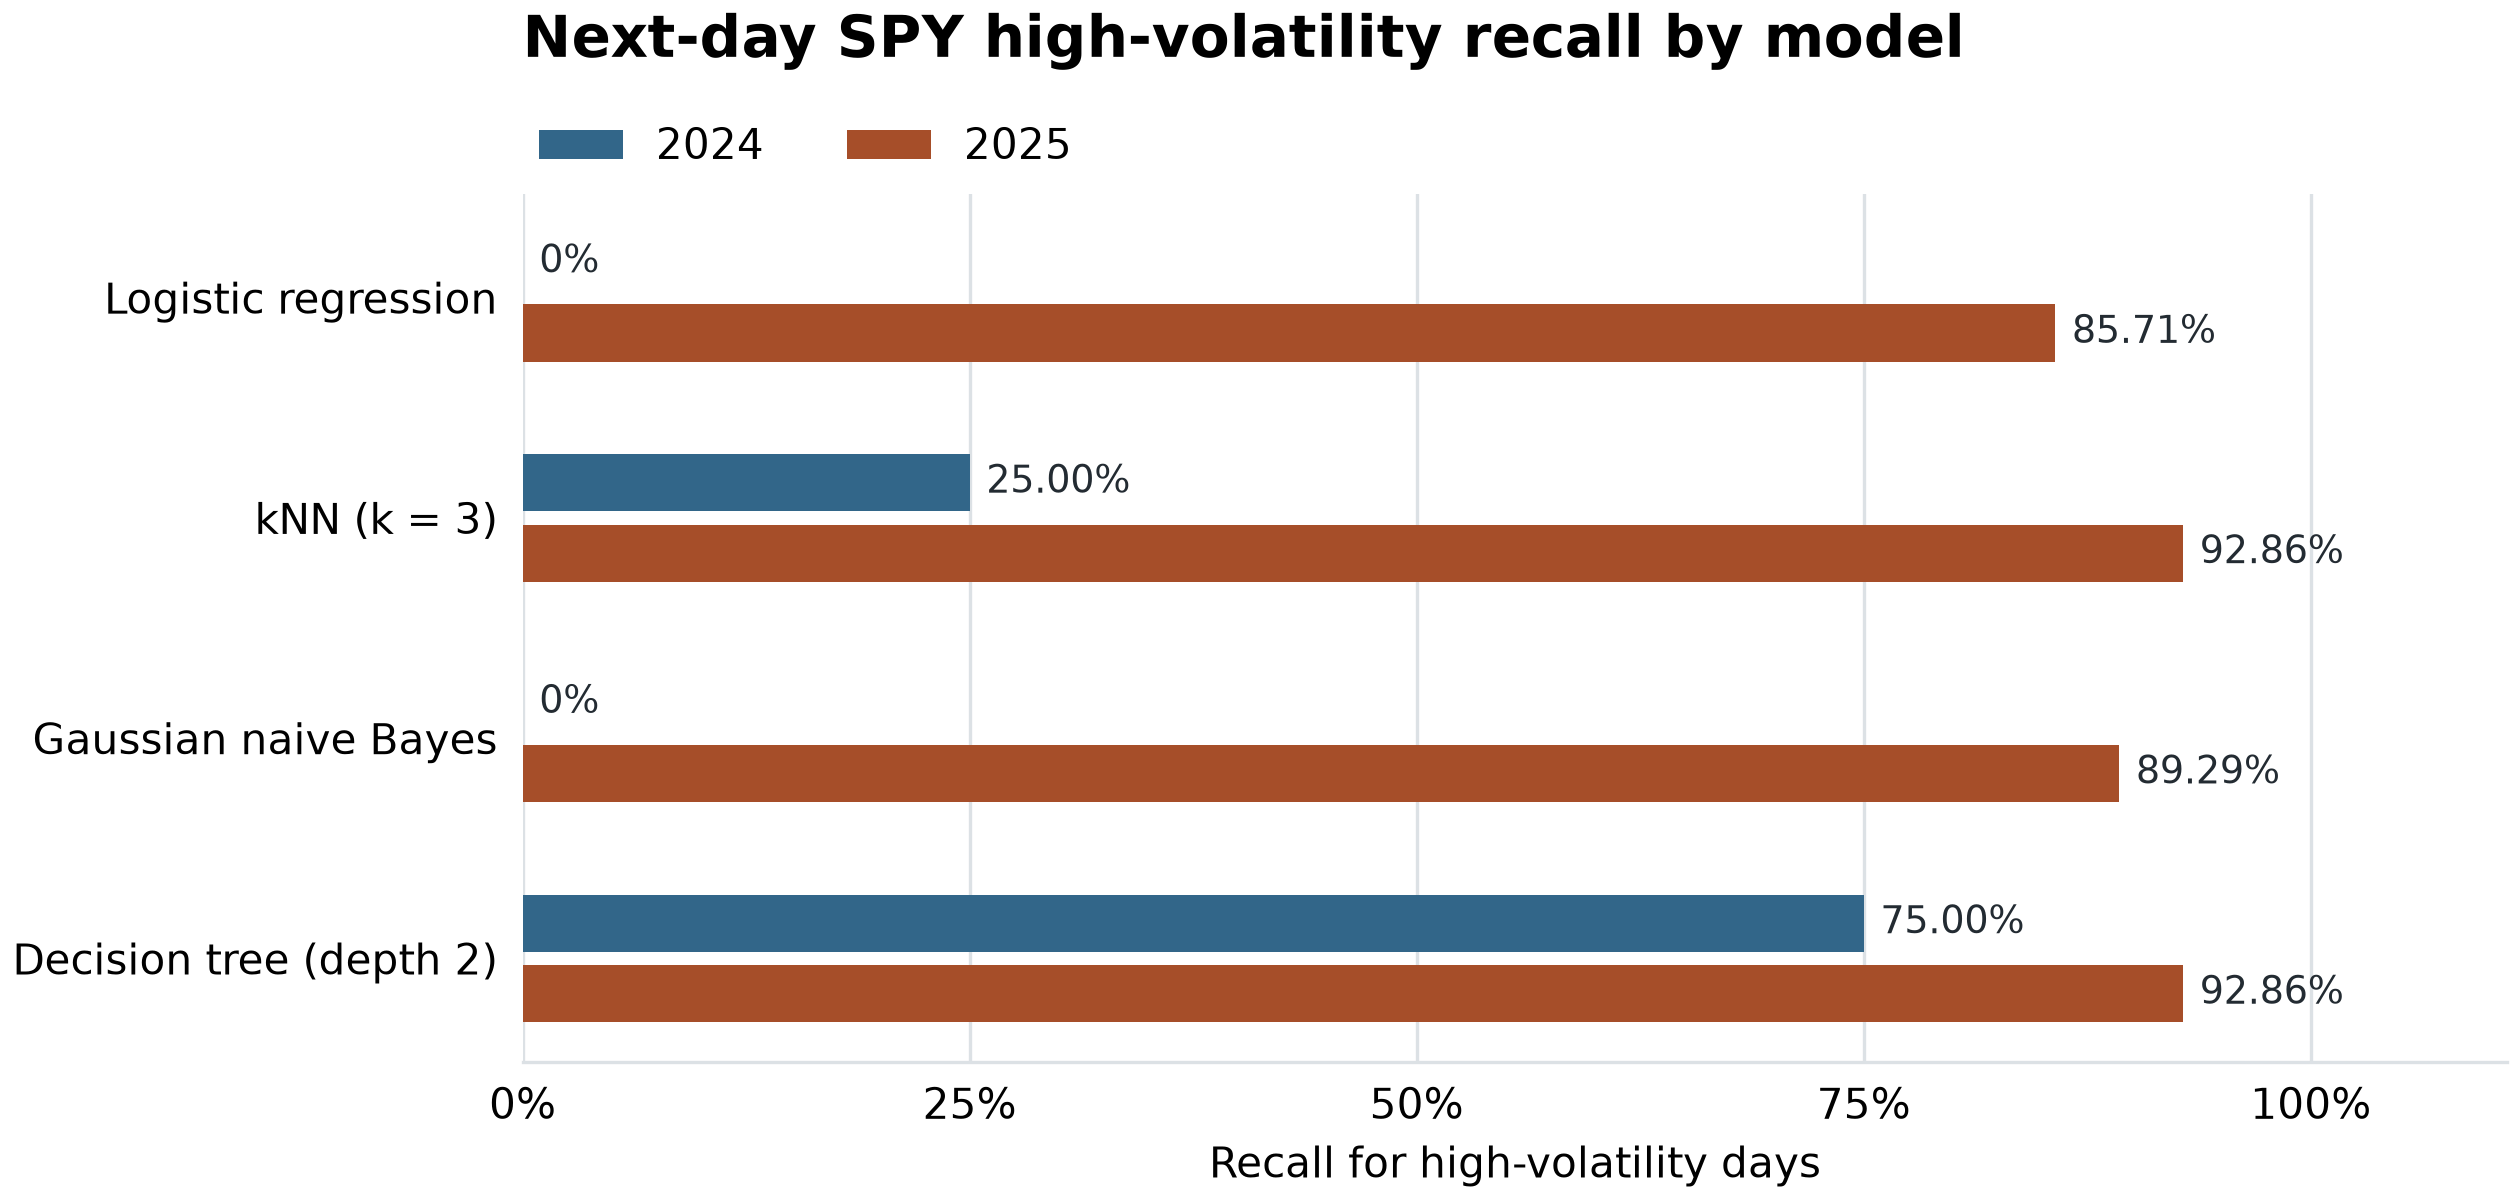 Next-day SPY high-volatility recall by model
2024 2025
0%
Logistic regression
85.71%
25.00%
kNN (k = 3)
92.86%
0%
Gaussian naive Bayes
89.29%
75.00%
Decision tree (depth 2)
92.86%
0% 25% 50% 75% 100%
Recall for high-volatility days